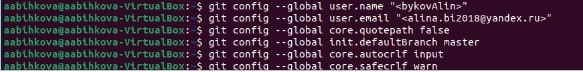 aabihkova@aabihkova-VirtualBox:~$ git config --global user.name "<bykovAlin>"
aabihkova@aabihkova-VirtualBox:~$ git config --global user.email "<alina.bi2018@yandex.ru>"
aabihkova@aabihkova-VirtualBox:~$ git config --global core.quotepath false
aabihkova@aabihkova-VirtualBox:~$ git config --global init.defaultBranch master
aabihkova@aabihkova-VirtualBox:~$ git config --global core.autocrlf input
aabihkova@aabihkova-VirtualBox:~$ git config --global core.safecrlf warn